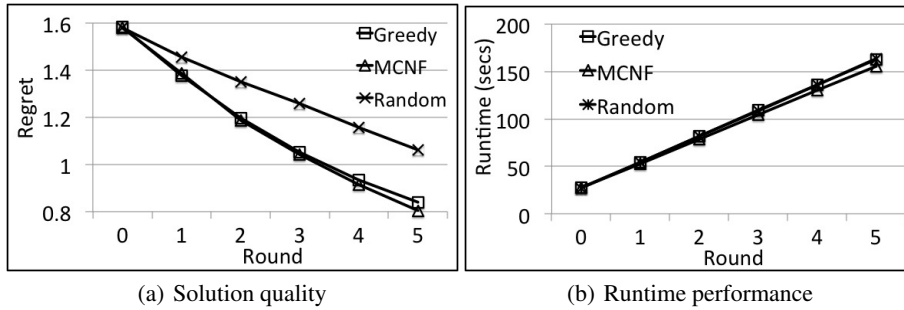 1.6
1.4
1.2
1
0.8
Regret
Greedy
MCNF
Random
0 1 2 3 4 5
Round
(a) Solution quality
200
150
100
50
0
Runtime (secs)
Greedy
MCNF
Random
0 1 2 3 4 5
Round
(b) Runtime performance